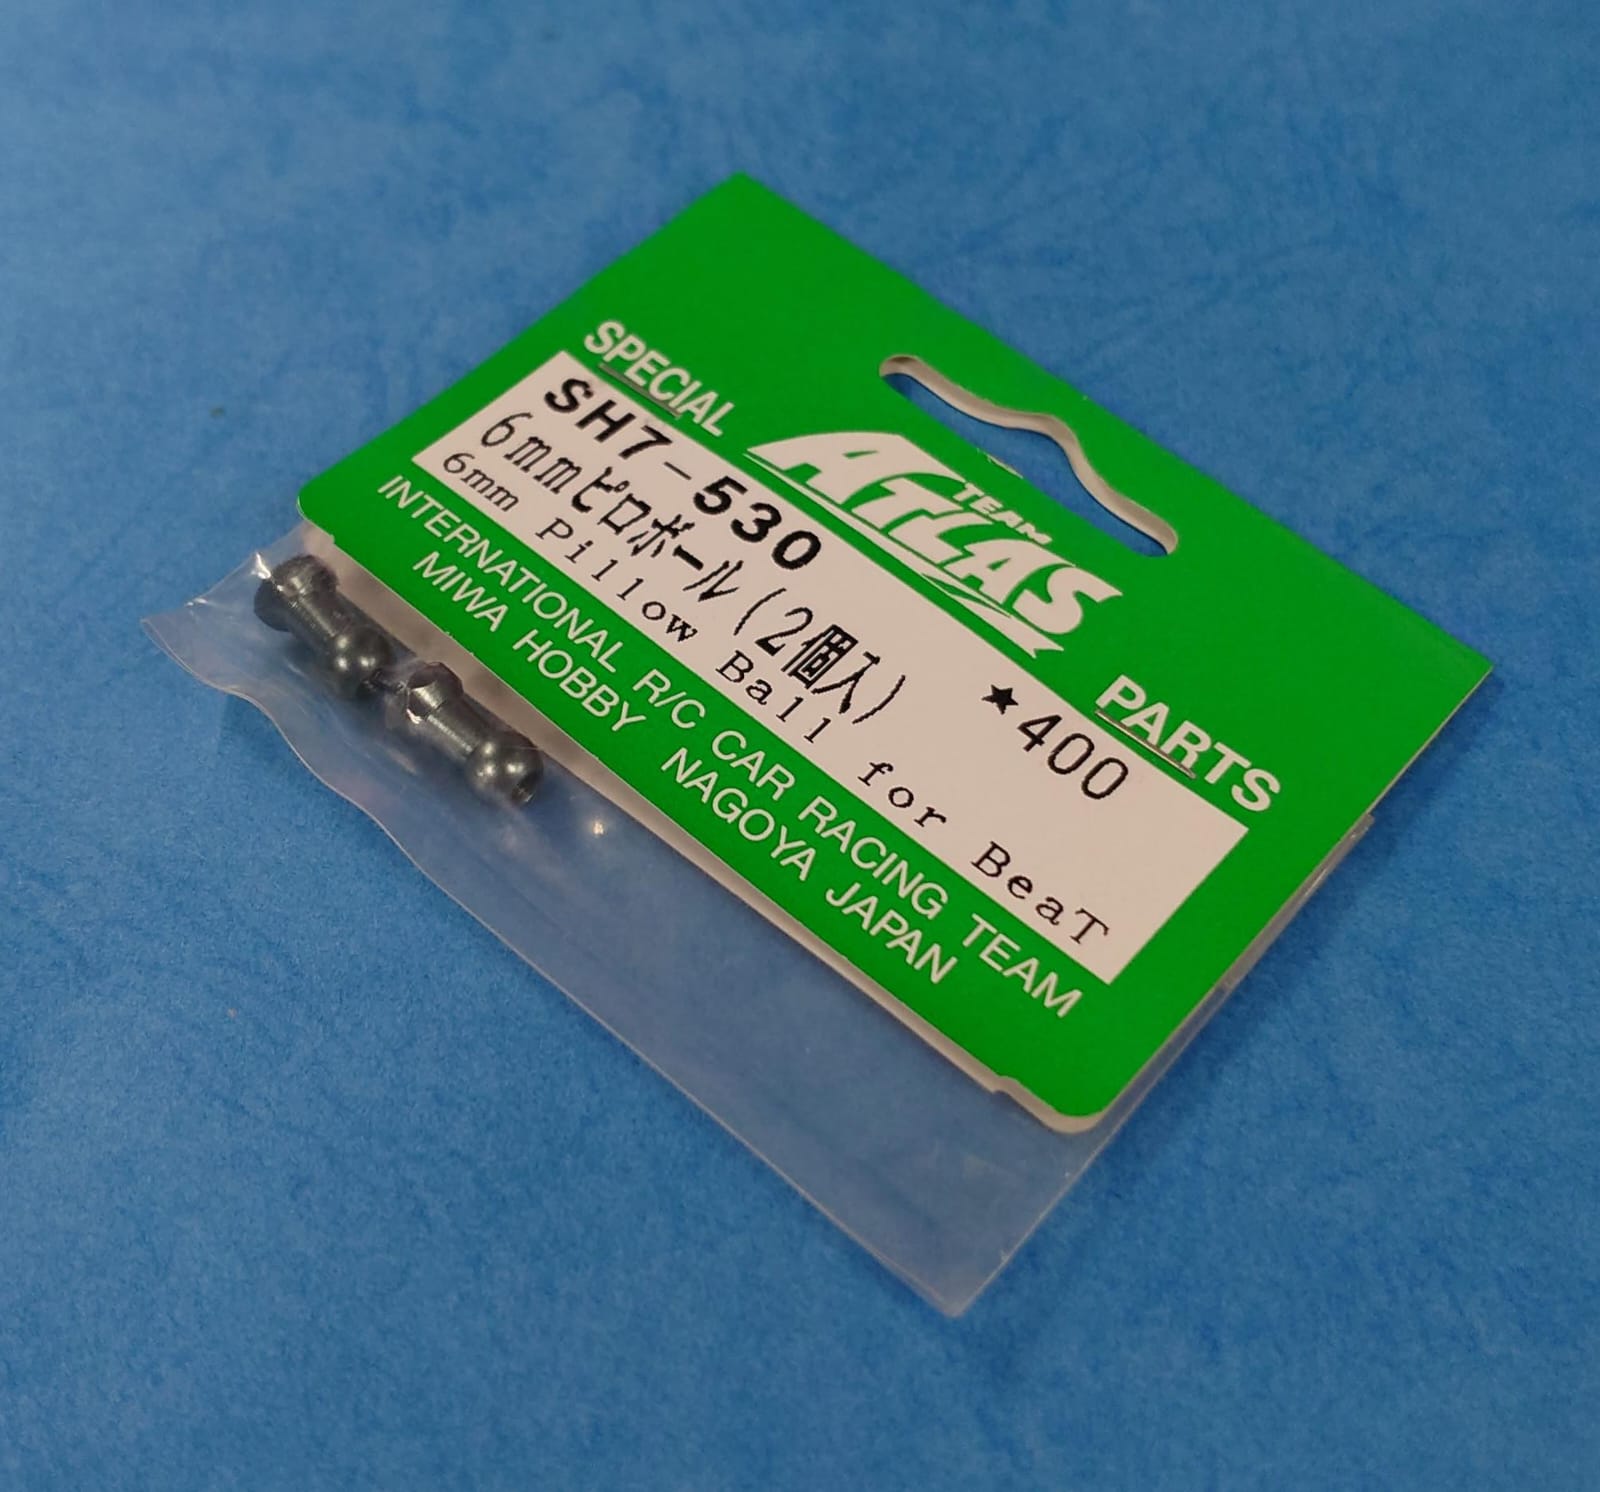 SPECIAL TEAM ATLAS PARTS
SH7-530 ★400
6mmピロボール(2個入)
6mm Pillow Ball for BeaT
INTERNATIONAL R/C CAR RACING TEAM
MIWA HOBBY NAGOYA JAPAN